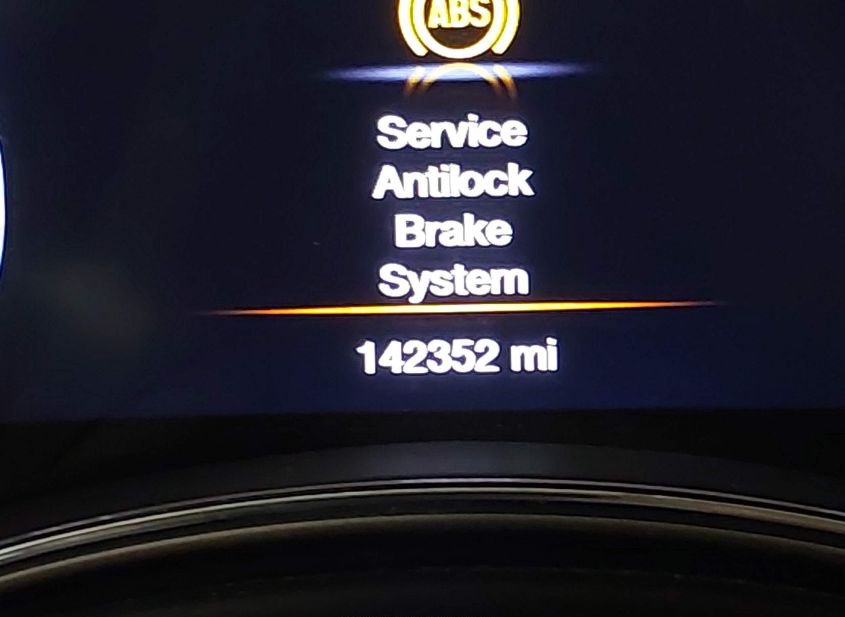 ABS
Service
Antilock
Brake
System
142352 mi